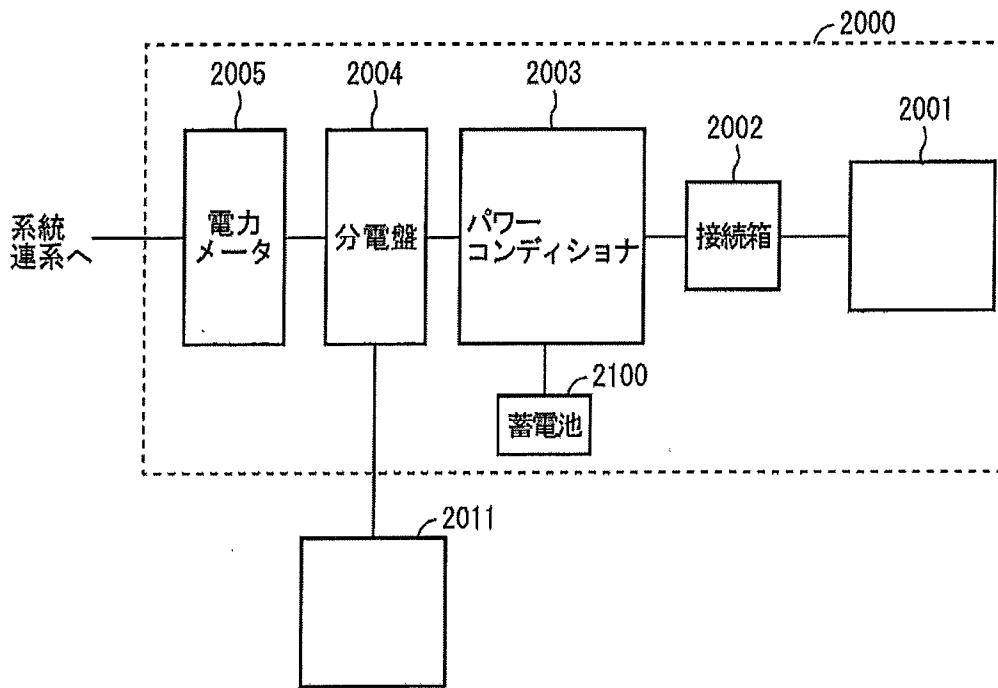 2000
2005
2004
2003
2002
2001
系統
連系へ
電力
メータ
分電盤
パワー
コンディショナ
接続箱
2100
蓄電池
2011